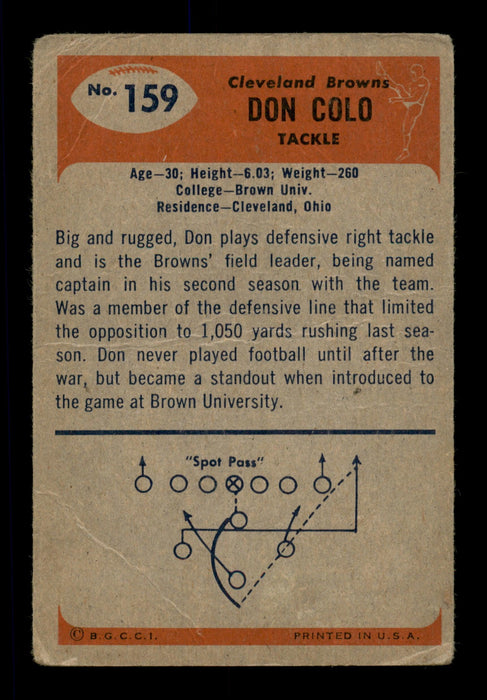 No. 159
Cleveland Browns
DON COLO
TACKLE
Age—30; Height—6.03; Weight—260
College—Brown Univ.
Residence—Cleveland, Ohio
Big and rugged, Don plays defensive right tackle
and is the Browns' field leader, being named
captain in his second season with the team.
Was a member of the defensive line that limited
the opposition to 1,050 yards rushing last sea-
son. Don never played football until after the
war, but became a standout when introduced to
the game at Brown University.
"Spot Pass"
© B.G.C.C.I.
PRINTED IN U.S.A.